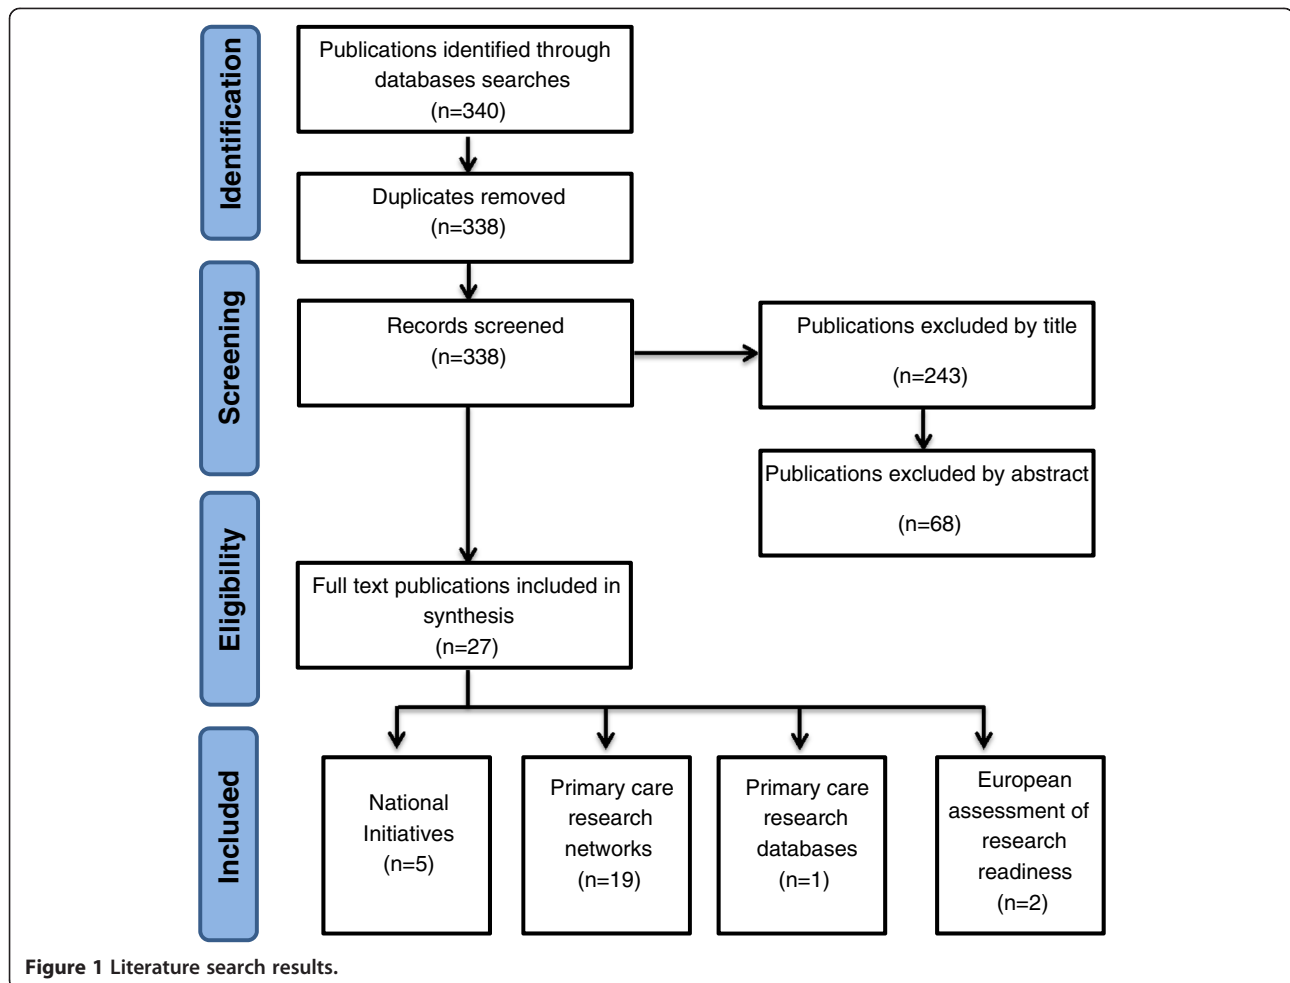 Identification
Publications identified through
databases searches
(n=340)
Duplicates removed
(n=338)
Screening
Records screened
(n=338)
Publications excluded by title
(n=243)
Publications excluded by abstract
(n=68)
Eligibility
Full text publications included in
synthesis
(n=27)
Included
National
Initiatives
(n=5)
Primary care
research
networks
(n=19)
Primary care
research
databases
(n=1)
European
assessment of
research
readiness
(n=2)
Figure 1 Literature search results.